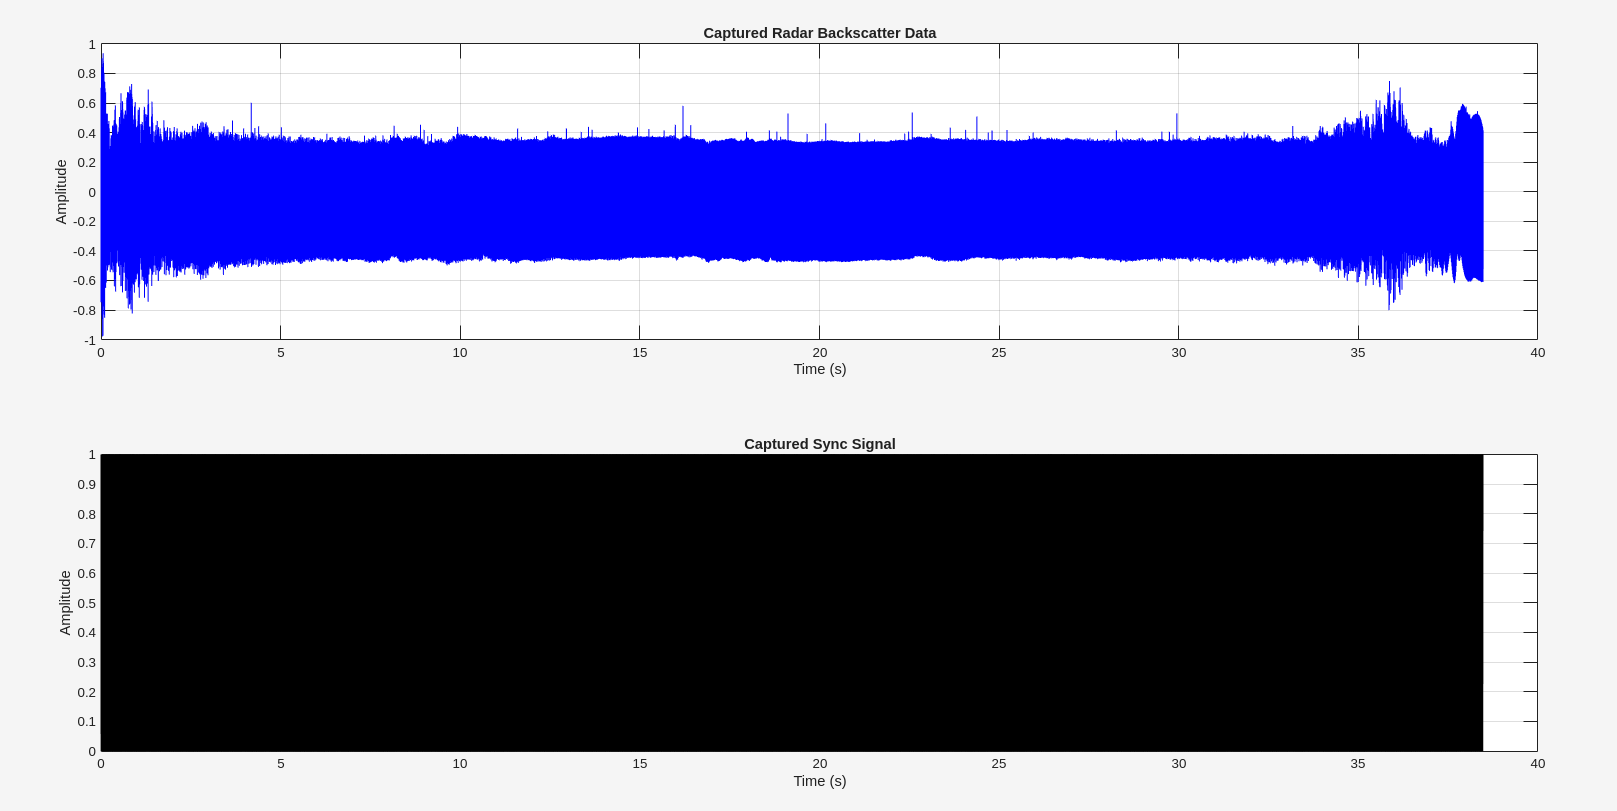 Captured Radar Backscatter Data
1
0.8
0.6
0.4
0.2
0
-0.2
-0.4
-0.6
-0.8
-1
Amplitude
0 5 10 15 20 25 30 35 40
Time (s)
Captured Sync Signal
1
0.9
0.8
0.7
0.6
0.5
0.4
0.3
0.2
0.1
0
Amplitude
0 5 10 15 20 25 30 35 40
Time (s)